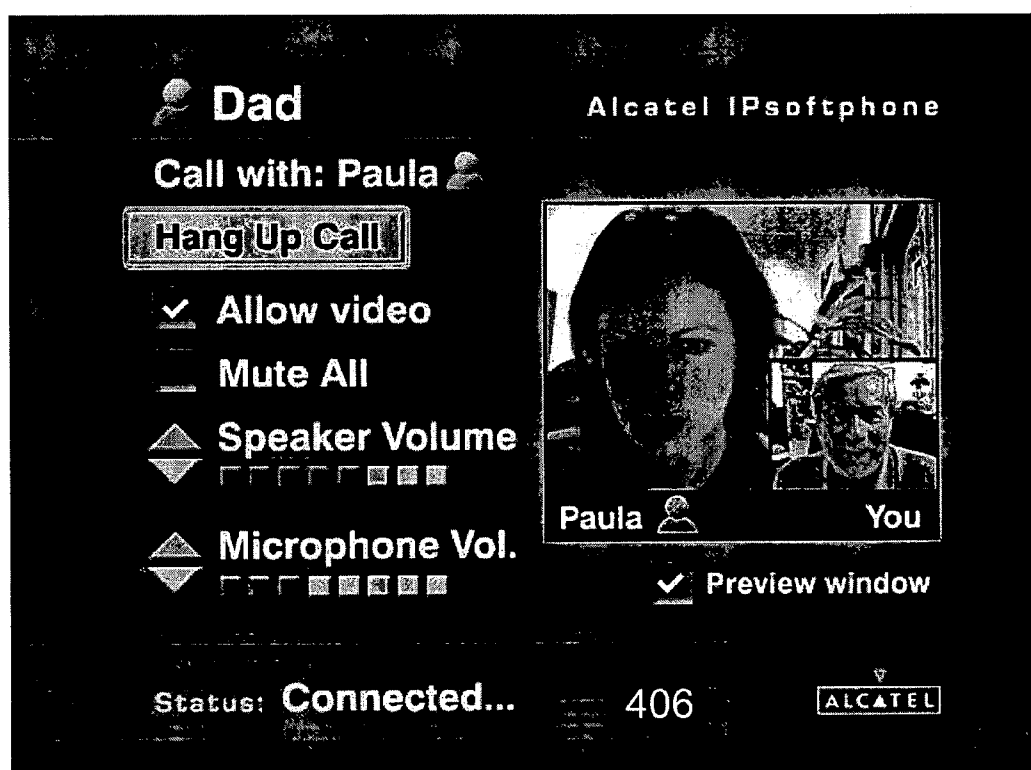 Dad
Alcatel IPsoftphone
Call with: Paula
Hang Up Call
Allow video
Mute All
Speaker Volume
Microphone Vol.
Paula
You
Preview window
Status: Connected...
406
ALCATEL